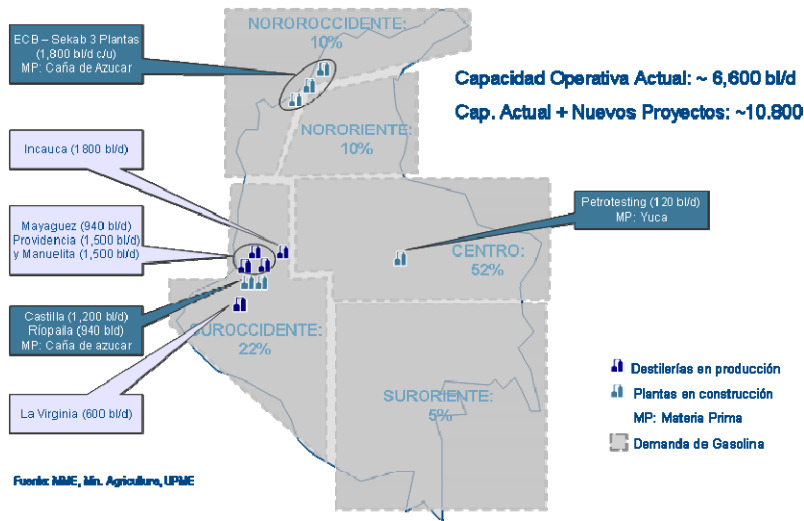 NOROROCCIDENTE:
10%
ECB – Sekab 3 Plantas
(1,800 bl/d c/u)
MP: Caña de Azucar
Capacidad Operativa Actual: ~ 6,600 bl/d
Cap. Actual + Nuevos Proyectos: ~10.800
NORORIENTE:
10%
Incauca (1800 bl/d)
Petrotesting (120 bl/d)
MP: Yuca
Mayaguez (940 bl/d)
Providencia (1,500 bl/d)
y Manuelita (1,500 bl/d)
CENTRO:
52%
Castilla (1,200 bl/d)
Ríopaila (940 bld)
MP: Caña de azucar
SUROCCIDENTE:
22%
La Virginia (600 bl/d)
SURORIENTE:
5%
Destilerías en producción
Plantas en construcción
MP: Materia Prima
Demanda de Gasolina
Fuente: MME, Min. Agriculture, UPME